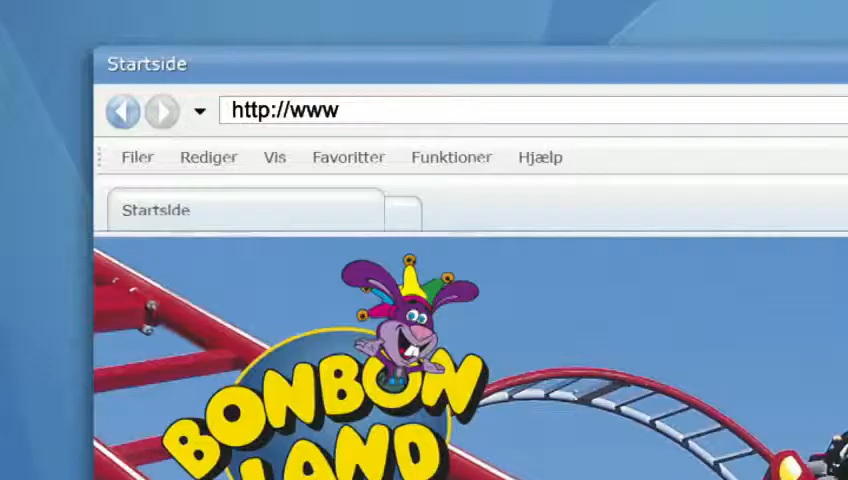 Startside
http://www
Filer Rediger Vis Favoritter Funktioner Hjælp
Startside
BONBON
LAND